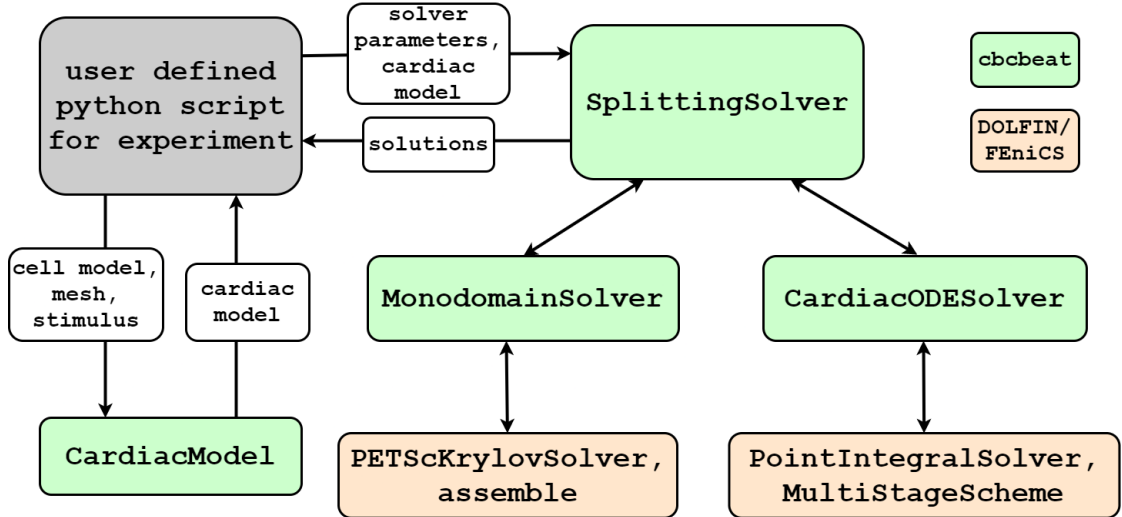 user defined
python script
for experiment
solver
parameters,
cardiac
model
solutions
SplittingSolver
cbcbeat
DOLFIN/
FEniCS
cell model,
mesh,
stimulus
cardiac
model
MonodomainSolver
CardiacODESolver
CardiacModel
PETScKrylovSolver,
assemble
PointIntegralSolver,
MultiStageScheme